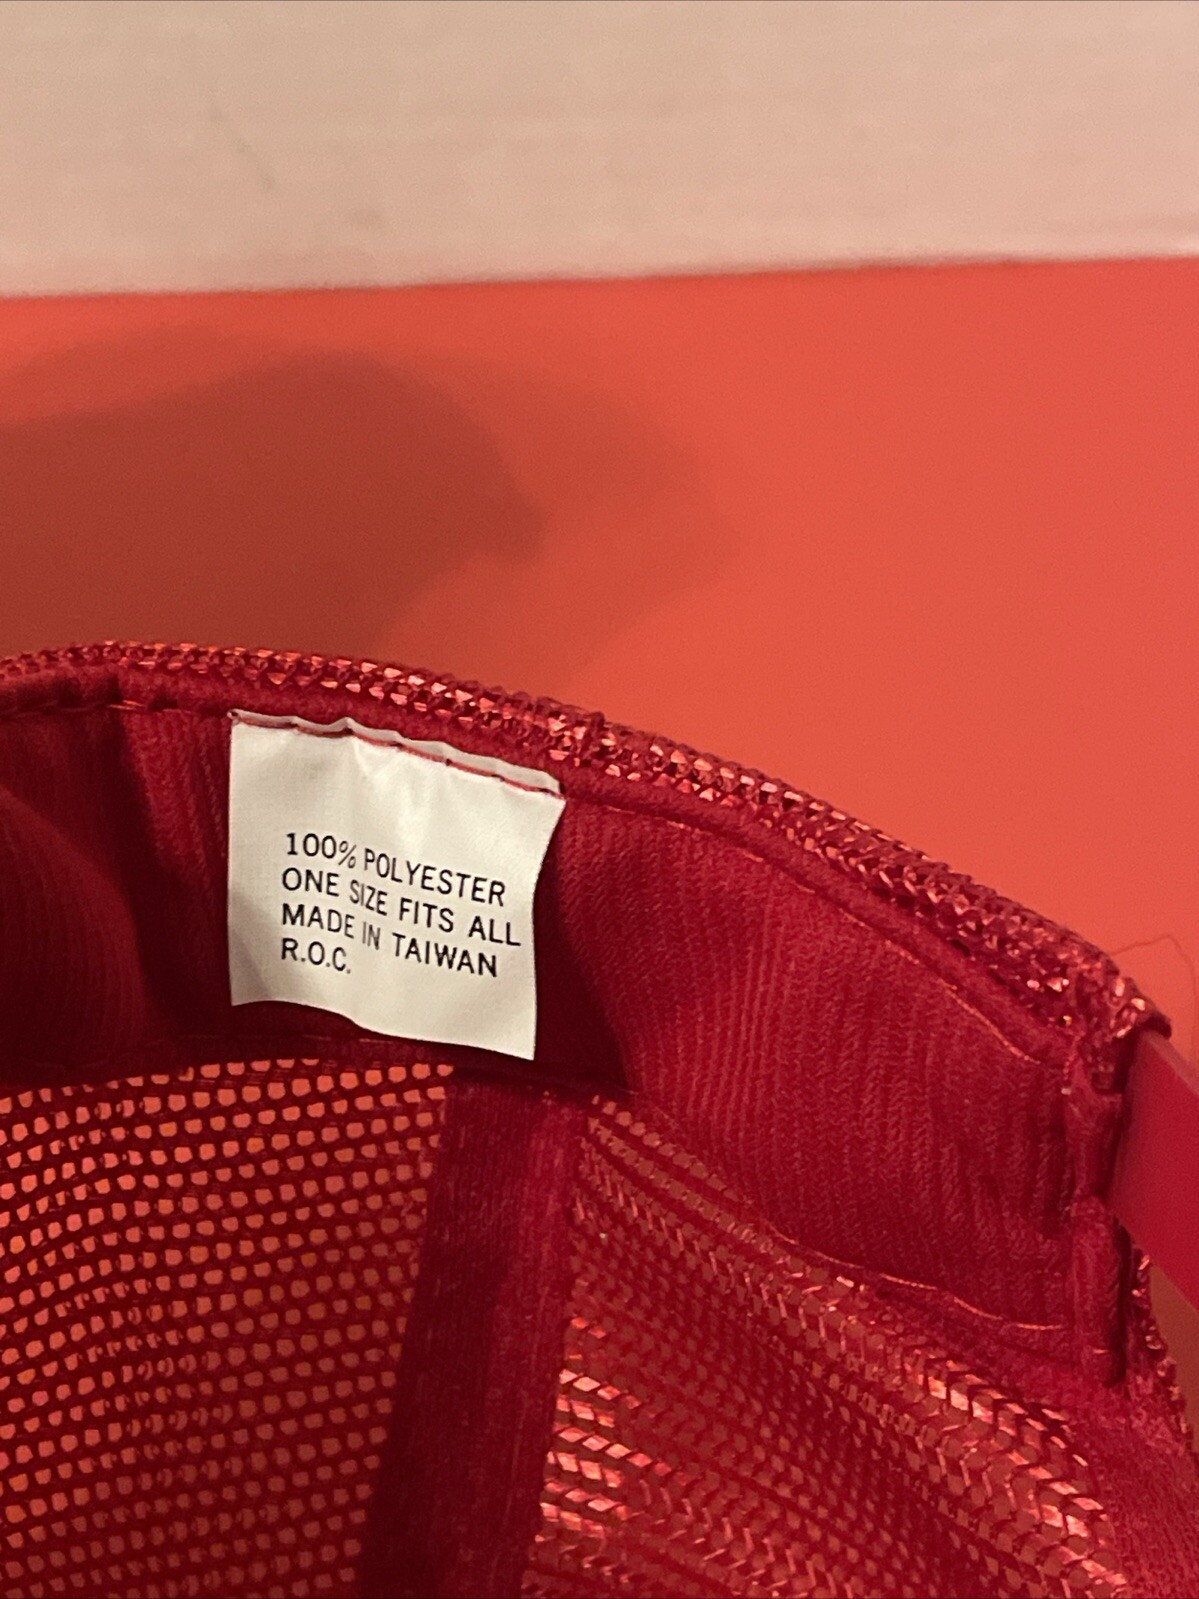 100% POLYESTER
ONE SIZE FITS ALL
MADE IN TAIWAN
R.O.C.